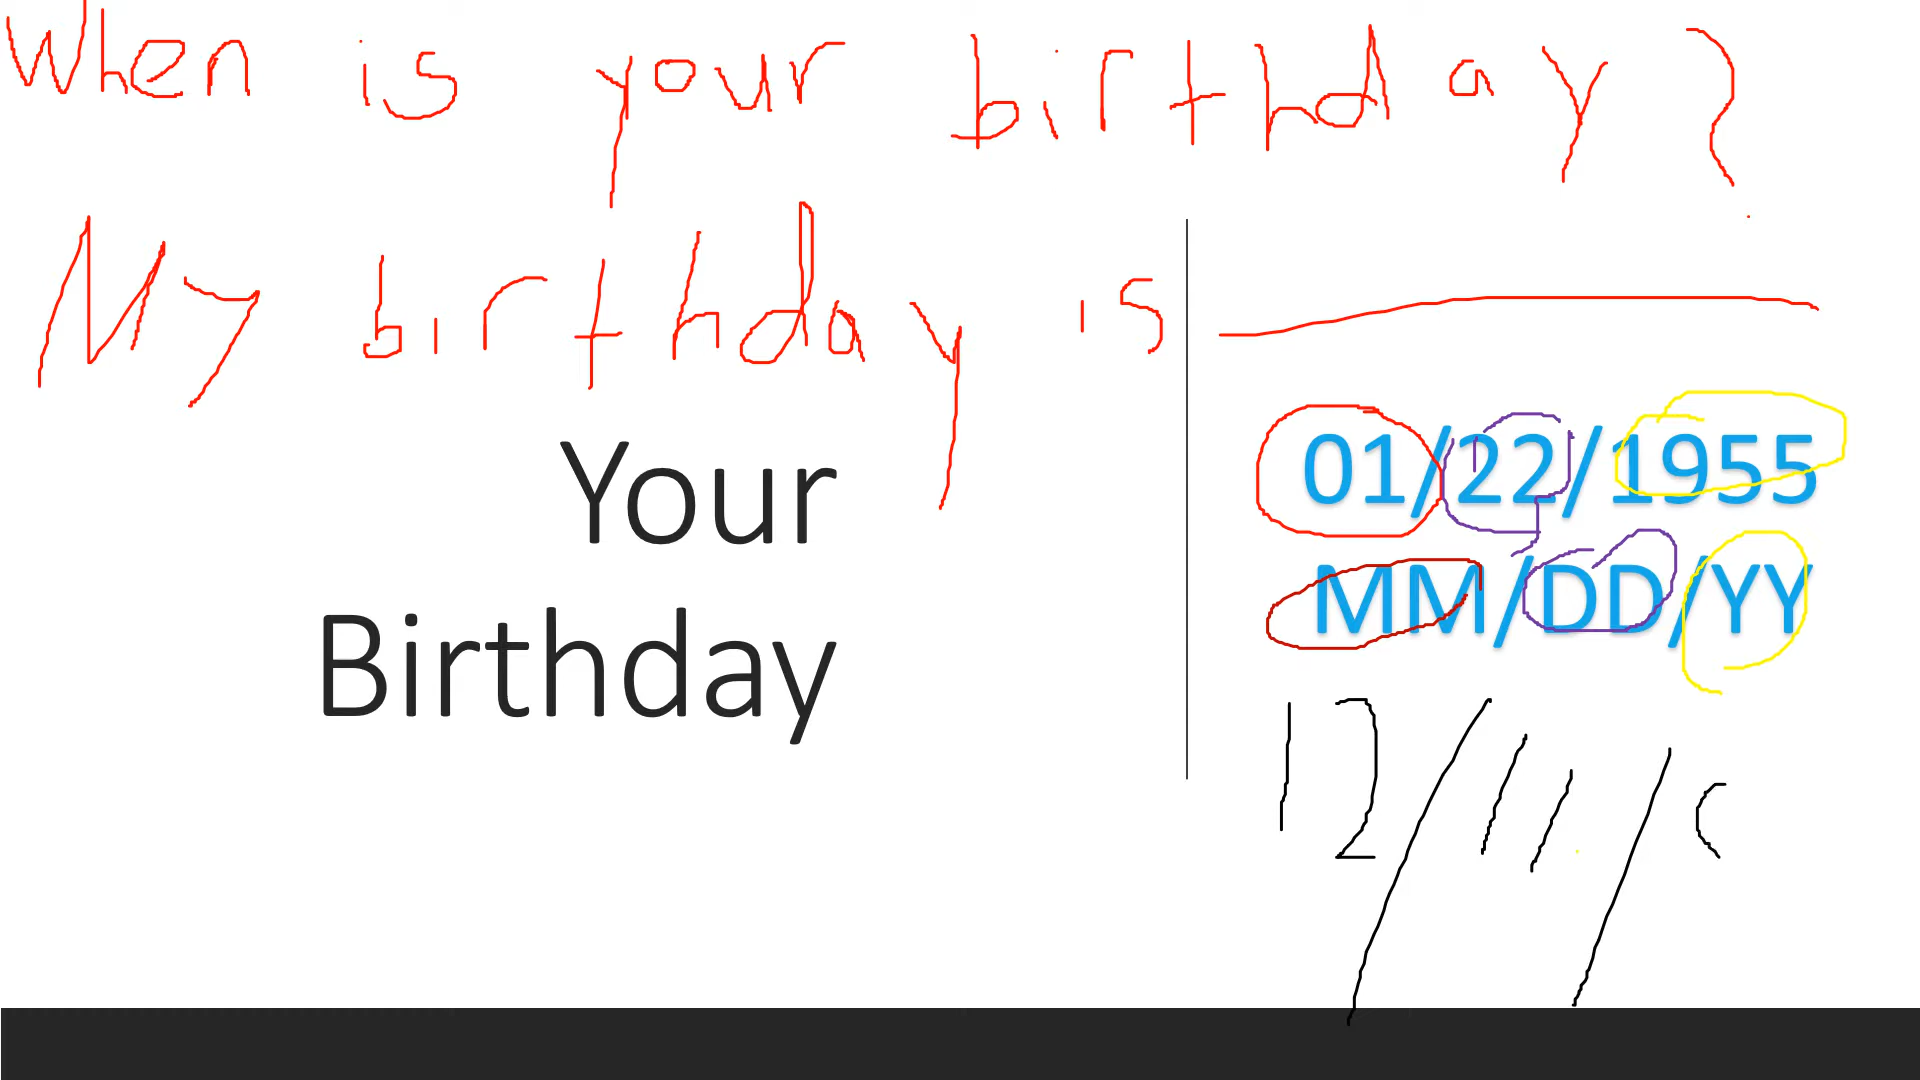 When is your birthday?
My birthday is
Your
Birthday
01/22/1955
MM/DD/YY
12/11/